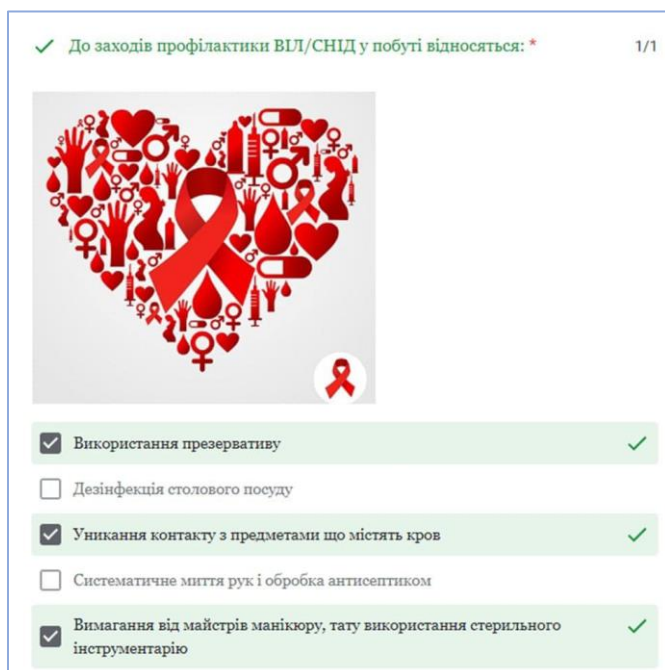 До заходів профілактики ВІЛ/СНІД у побуті відносяться: *
1/1
Використання презервативу
Дезінфекція столового посуду
Уникання контакту з предметами що містять кров
Систематичне миття рук і обробка антисептиком
Вимагання від майстрів манікюру, тату використання стерильного
інструментарію